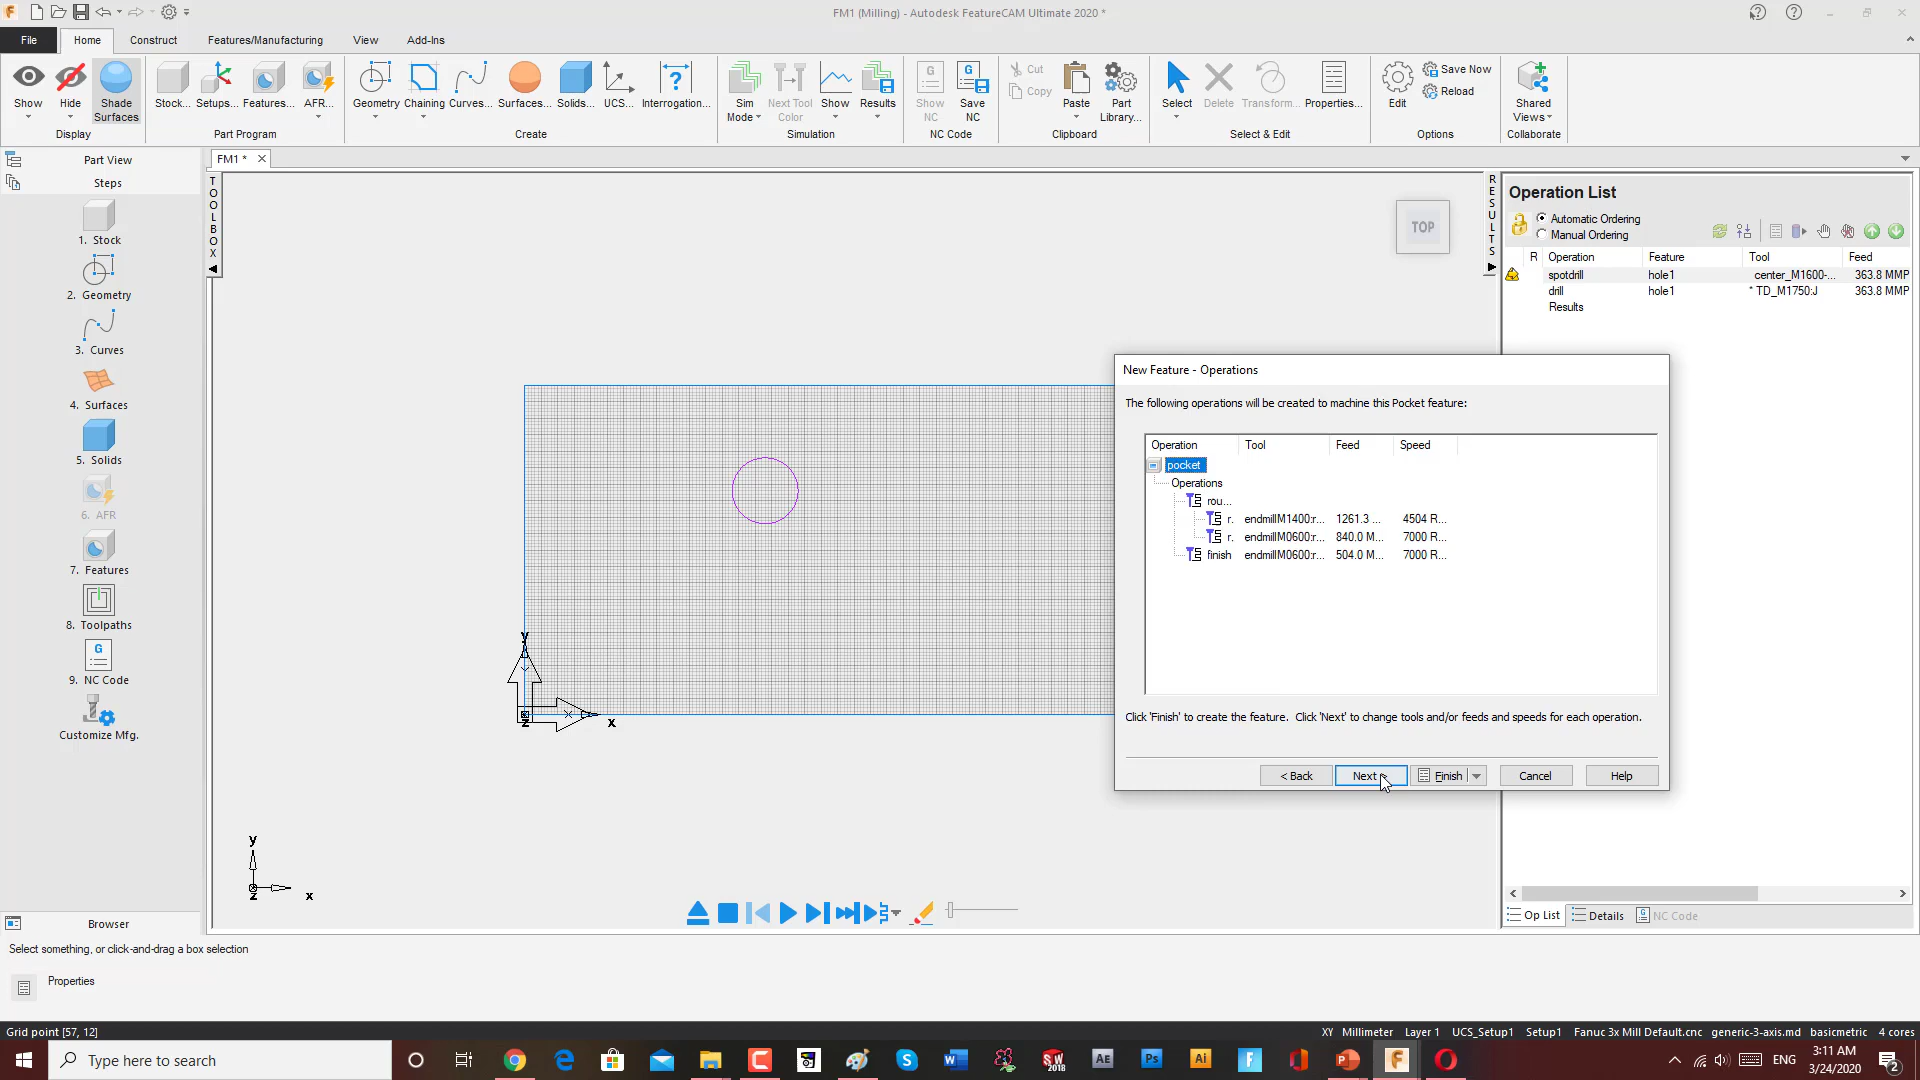 FM1 (Milling) - Autodesk FeatureCAM Ultimate 2020 *
File Home Construct Features/Manufacturing View Add-Ins
Show Hide Shade Surfaces Stock... Setups... Features... AFR... Geometry Chaining Curves... Surfaces... Solids... UCS... Interrogation... Sim Mode Next Tool Color Show Results Show NC Save NC Cut Copy Paste Part Library... Select Delete Transform... Properties... Edit Save Now Reload Shared Views
Display Part Program Create Simulation NC Code Clipboard Select & Edit Options Collaborate
Part View
Steps
FM1 *
TOOLBOX
RESULTS
1. Stock
2. Geometry
3. Curves
4. Surfaces
5. Solids
6. AFR
7. Features
8. Toolpaths
9. NC Code
Customize Mfg.
Browser
TOP
y
z
x
y
z
x
Operation List
Automatic Ordering
Manual Ordering
R Operation Feature Tool Feed
spotdrill hole1 center_M1600-... 363.8 MMP
drill hole1 * TD_M1750:J 363.8 MMP
Results
New Feature - Operations
The following operations will be created to machine this Pocket feature:
Operation Tool Feed Speed
pocket
Operations
rou...
r. endmillM1400:r... 1261.3 ... 4504 R...
r. endmillM0600:r... 840.0 M... 7000 R...
finish endmillM0600:r... 504.0 M... 7000 R...
Click 'Finish' to create the feature. Click 'Next' to change tools and/or feeds and speeds for each operation.
< Back Next Finish Cancel Help
Op List Details NC Code
Select something, or click-and-drag a box selection
Properties
Grid point [57, 12] XY Millimeter Layer 1 UCS_Setup1 Setup1 Fanuc 3x Mill Default.cnc generic-3-axis.md basicmetric 4 cores
Type here to search
ENG
3:11 AM
3/24/2020
2